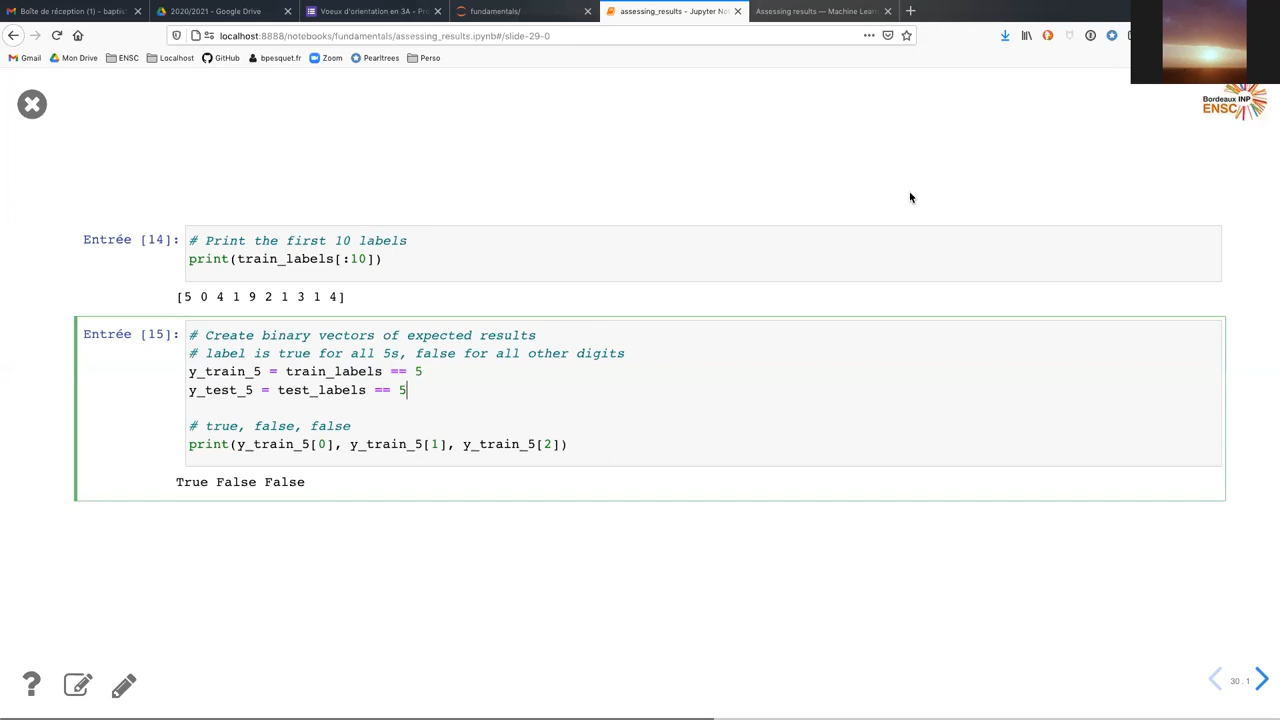 Boîte de réception (1) - baptis
2020/2021 - Google Drive
Voeux d'orientation en 3A - Pro
fundamentals/
assessing_results - Jupyter Not
Assessing results — Machine Learn
localhost:8888/notebooks/fundamentals/assessing_results.ipynb#/slide-29-0
Gmail
Mon Drive
ENSC
Localhost
GitHub
bpesquet.fr
Zoom
Pearltrees
Perso
Bordeaux INP
ENSC
Entrée [14]: # Print the first 10 labels
print(train_labels[:10])
[5 0 4 1 9 2 1 3 1 4]
Entrée [15]: # Create binary vectors of expected results
# label is true for all 5s, false for all other digits
y_train_5 = train_labels == 5
y_test_5 = test_labels == 5
# true, false, false
print(y_train_5[0], y_train_5[1], y_train_5[2])
True False False
?
30.1